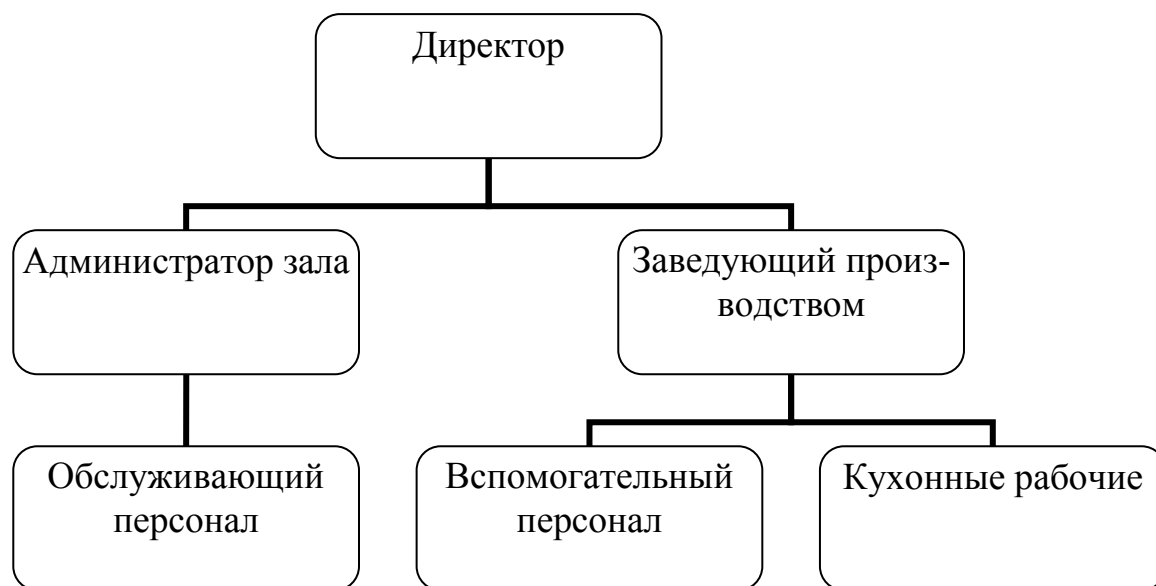 Директор
Администратор зала
Заведующий произ-
водством
Обслуживающий
персонал
Вспомогательный
персонал
Кухонные рабочие